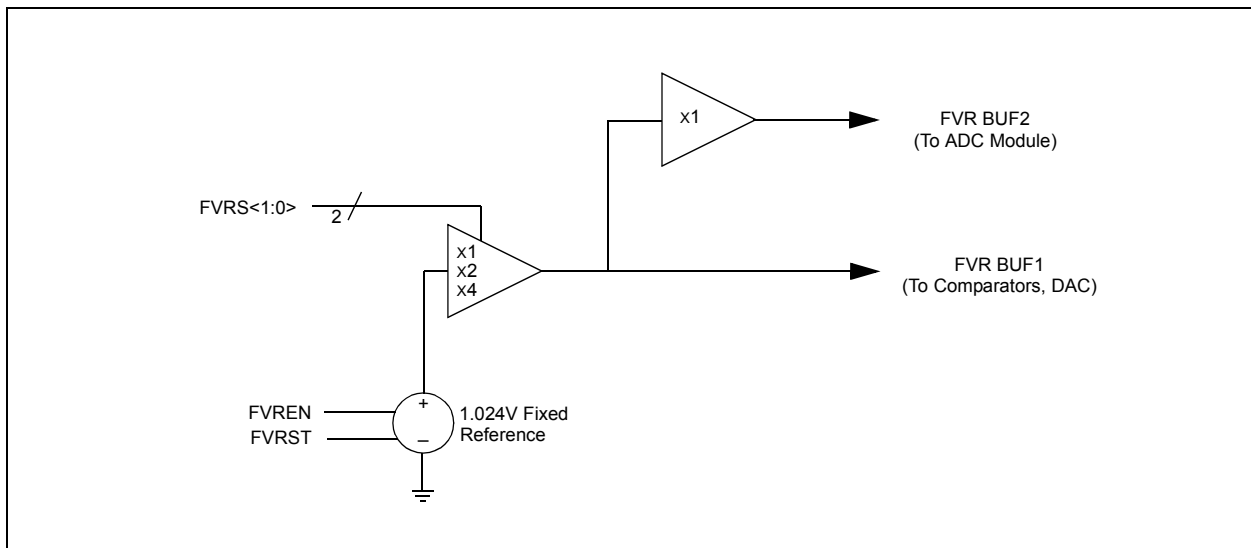 x1
FVR BUF2
(To ADC Module)
FVRS<1:0>
2
x1
x2
x4
FVR BUF1
(To Comparators, DAC)
FVREN
FVRST
+
–
1.024V Fixed
Reference